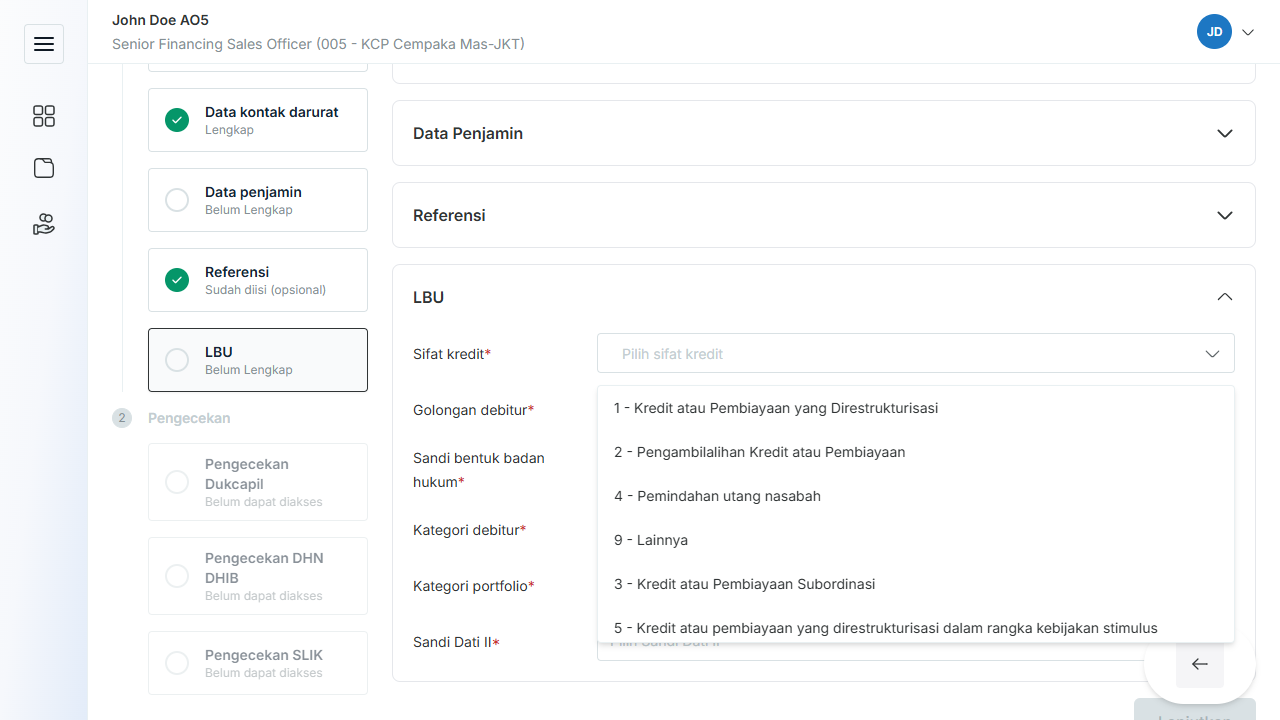 John Doe AO5
Senior Financing Sales Officer (005 - KCP Cempaka Mas-JKT)
JD
Data kontak darurat
Lengkap
Data penjamin
Belum Lengkap
Referensi
Sudah diisi (opsional)
LBU
Belum Lengkap
2 Pengecekan
Pengecekan
Dukcapil
Belum dapat diakses
Pengecekan DHN
DHIB
Belum dapat diakses
Pengecekan SLIK
Belum dapat diakses
Data Penjamin
Referensi
LBU
Sifat kredit*
Pilih sifat kredit
Golongan debitur*
Sandi bentuk badan
hukum*
Kategori debitur*
Kategori portfolio*
Sandi Dati II*
1 - Kredit atau Pembiayaan yang Direstrukturisasi
2 - Pengambilalihan Kredit atau Pembiayaan
4 - Pemindahan utang nasabah
9 - Lainnya
3 - Kredit atau Pembiayaan Subordinasi
5 - Kredit atau pembiayaan yang direstrukturisasi dalam rangka kebijakan stimulus
Pilih Sandi Dati II
Lanjutkan